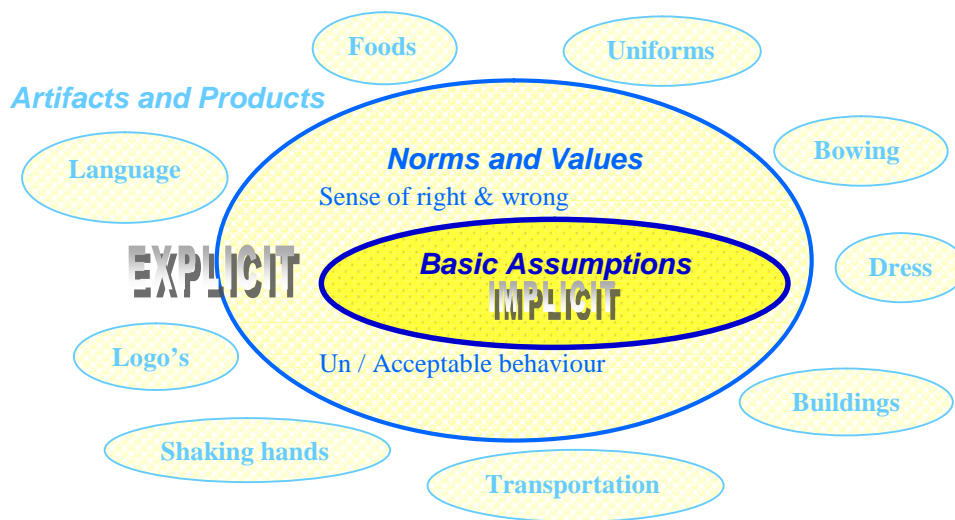 Foods
Uniforms
Artifacts and Products
Language
Norms and Values
Bowing
Sense of right & wrong
EXPLICIT
Basic Assumptions
IMPLICIT
Dress
Logo’s
Un / Acceptable behaviour
Buildings
Shaking hands
Transportation